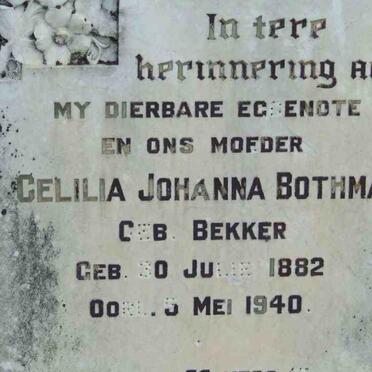 In tere
herinnering
MY DIERBARE EGGENOTE
EN ONS MOEDER
CELILIA JOHANNA BOTHMA
GEB. BEKKER
GEB. 30 JULIE 1882
OORL. 5 MEI 1940